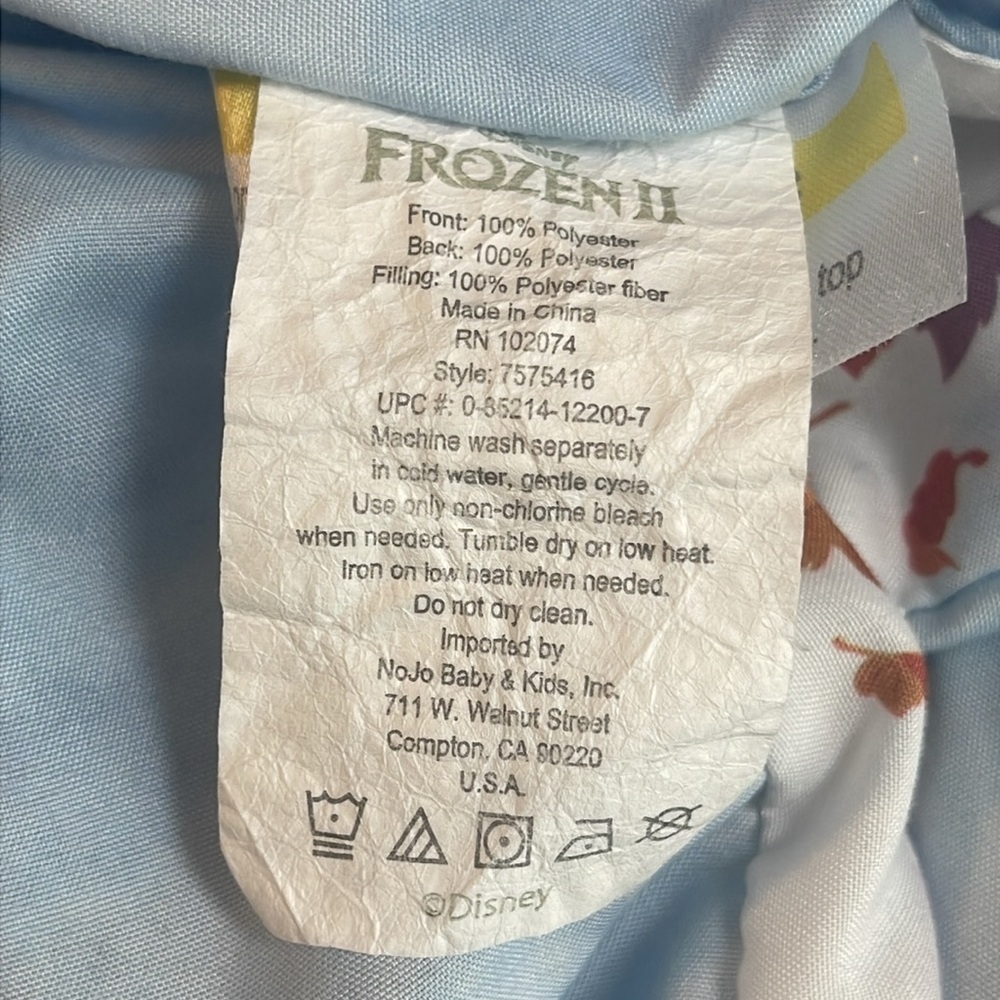 DISNEY
FROZEN II
Front: 100% Polyester
Back: 100% Polyester
Filling: 100% Polyester fiber
Made in China
RN 102074
Style: 7575416
UPC #: 0-85214-12200-7
Machine wash separately
in cold water, gentle cycle.
Use only non-chlorine bleach
when needed. Tumble dry on low heat.
Iron on low heat when needed.
Do not dry clean.
Imported by
NoJo Baby & Kids, Inc.
711 W. Walnut Street
Compton, CA 90220
U.S.A.
©Disney
top